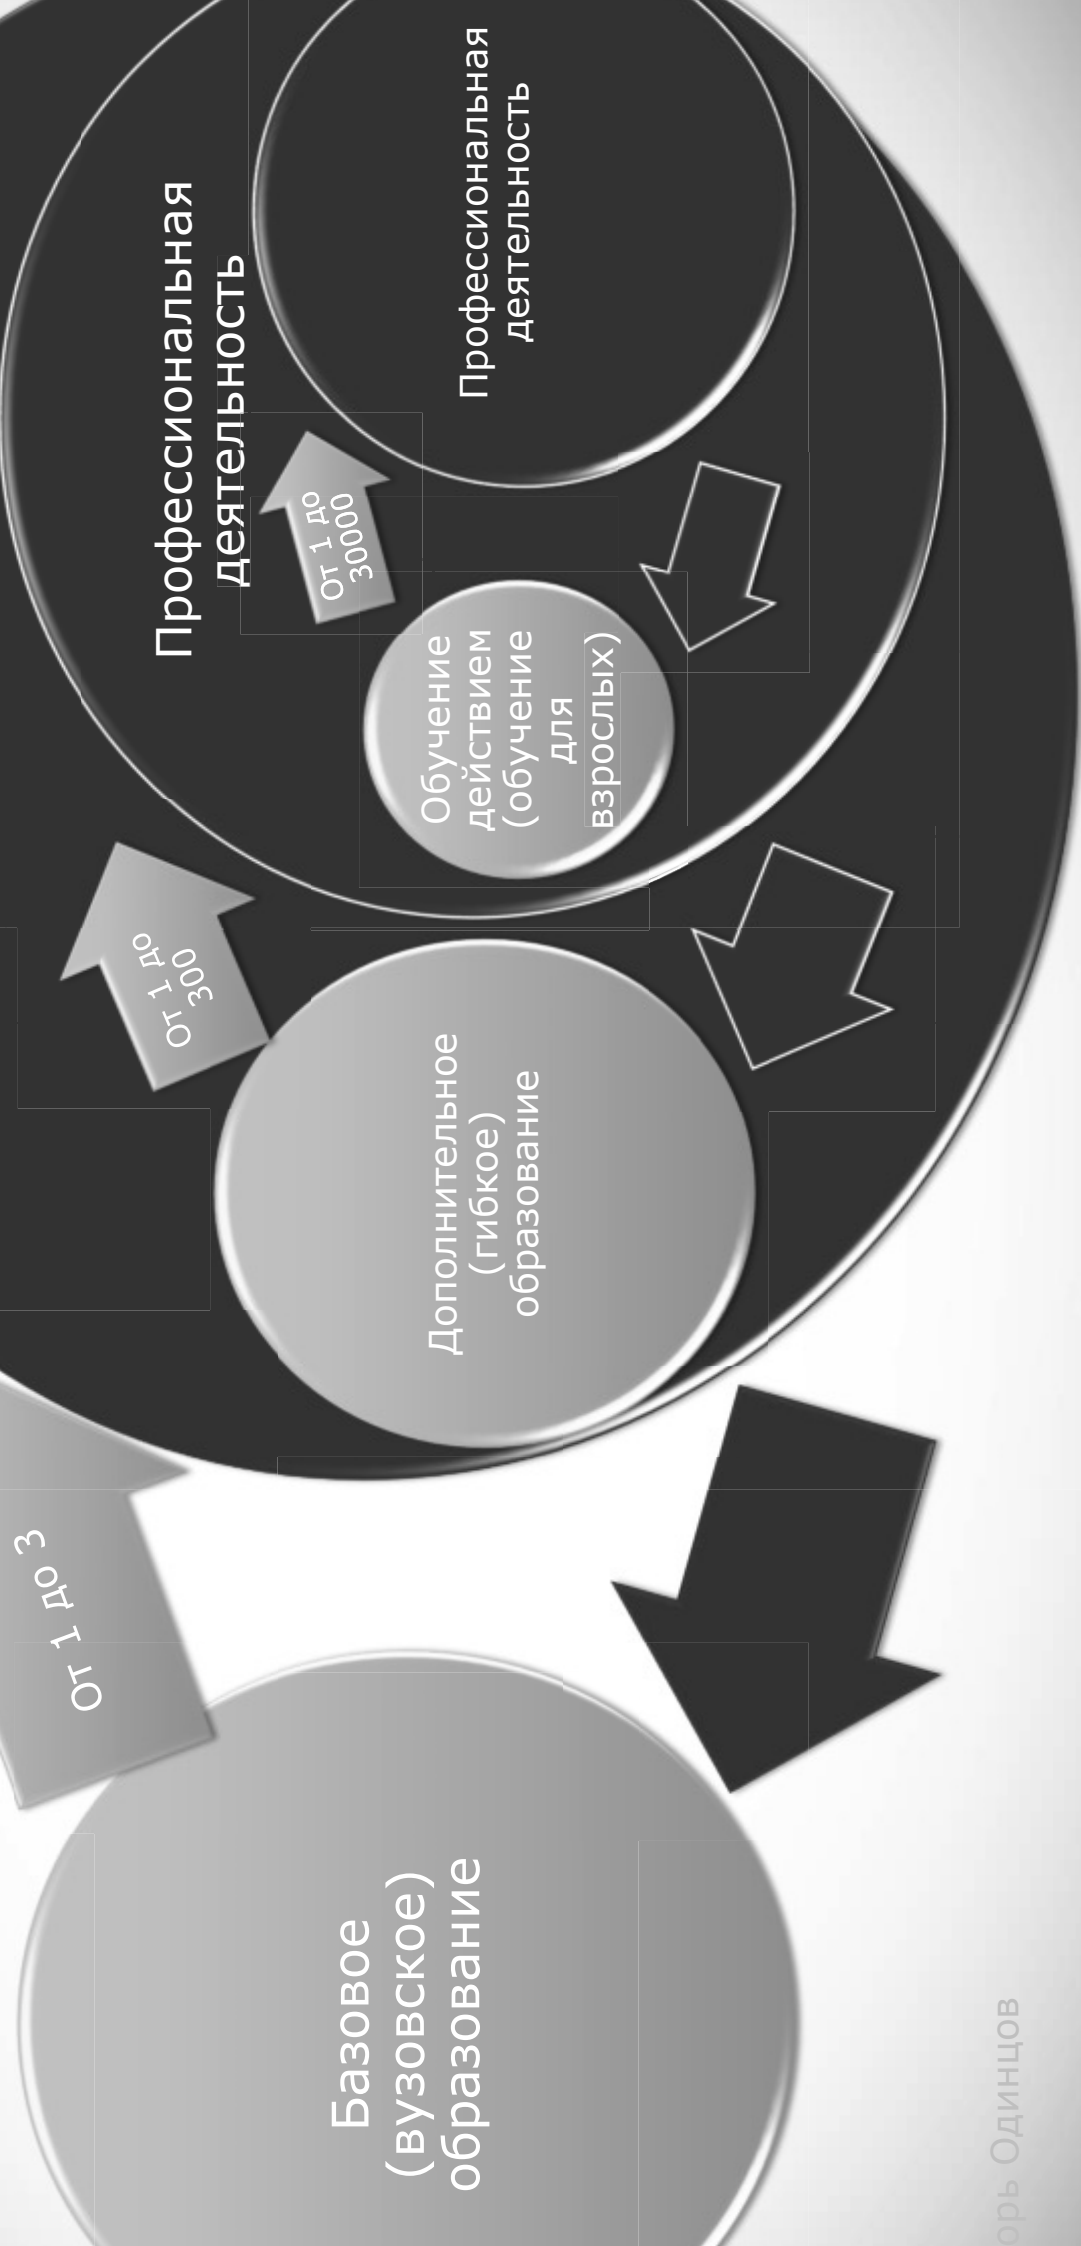 Базовое
(вузовское)
образование
От 1 до 3
Дополнительное
(гибкое)
образование
От 1 до
300
Профессиональная
деятельность
Обучение
действием
(обучение
для
взрослых)
От 1 до
30000
Профессиональная
деятельность
Одинцов